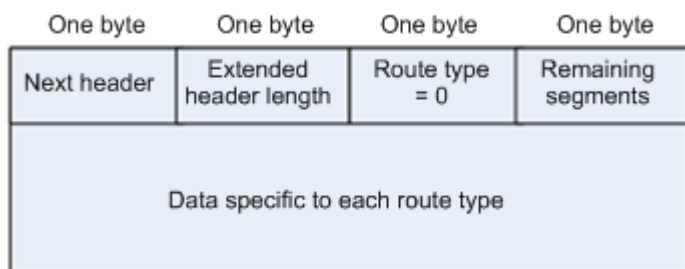 One byte One byte One byte One byte
Next header Extended header length Route type = 0 Remaining segments
Data specific to each route type